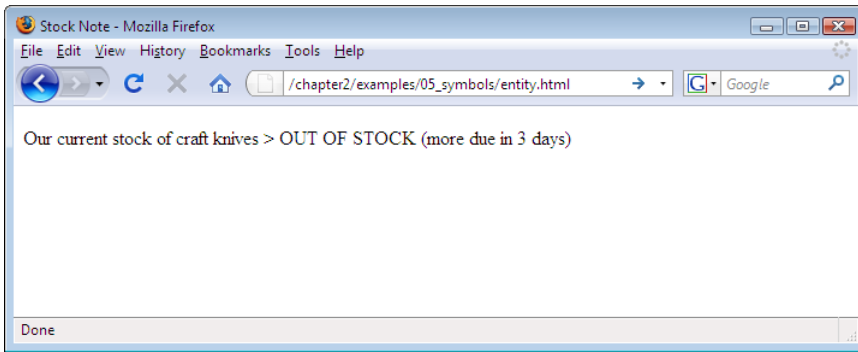 Stock Note - Mozilla Firefox
File Edit View History Bookmarks Tools Help
/chapter2/examples/05_symbols/entity.html G Google
Our current stock of craft knives > OUT OF STOCK (more due in 3 days)
Done